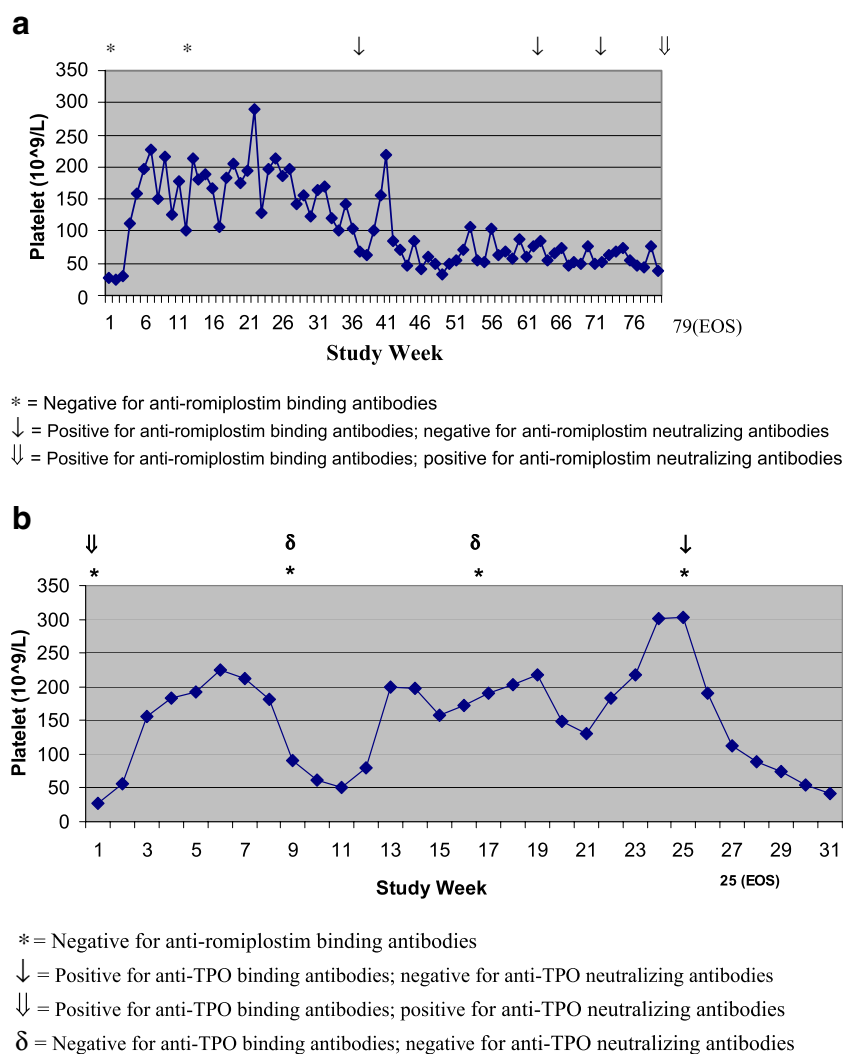 a
* * ↓ ↓ ↓ ⇓
350
300
250
200
150
100
50
0
Platelet (10^9/L)
1 6 11 16 21 26 31 36 41 46 51 56 61 66 71 76 79(EOS)
Study Week
* = Negative for anti-romiplostim binding antibodies
↓ = Positive for anti-romiplostim binding antibodies; negative for anti-romiplostim neutralizing antibodies
⇓ = Positive for anti-romiplostim binding antibodies; positive for anti-romiplostim neutralizing antibodies
b
⇓ δ δ ↓
* * * *
350
300
250
200
150
100
50
0
Platelet (10^9/L)
1 3 5 7 9 11 13 15 17 19 21 23 25 27 29 31
Study Week
25 (EOS)
* = Negative for anti-romiplostim binding antibodies
↓ = Positive for anti-TPO binding antibodies; negative for anti-TPO neutralizing antibodies
⇓ = Positive for anti-TPO binding antibodies; positive for anti-TPO neutralizing antibodies
δ = Negative for anti-TPO binding antibodies; negative for anti-TPO neutralizing antibodies